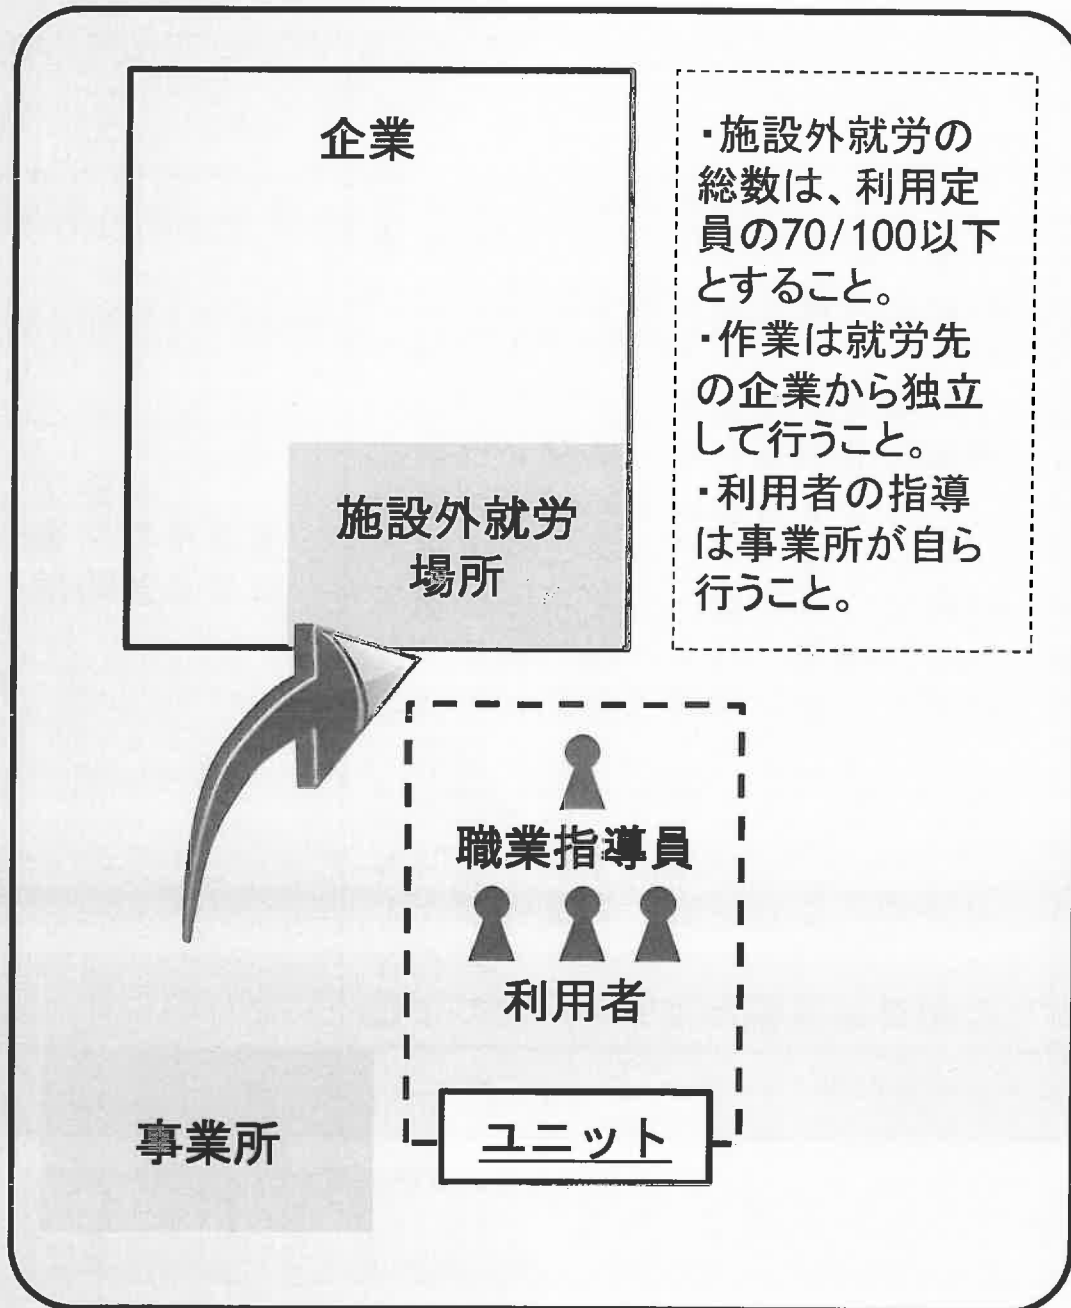 企業
・施設外就労の
総数は、利用定
員の70/100以下
とすること。
・作業は就労先
の企業から独立
して行うこと。
・利用者の指導
は事業所が自ら
行うこと。
施設外就労
場所
職業指導員
利用者
ユニット
事業所